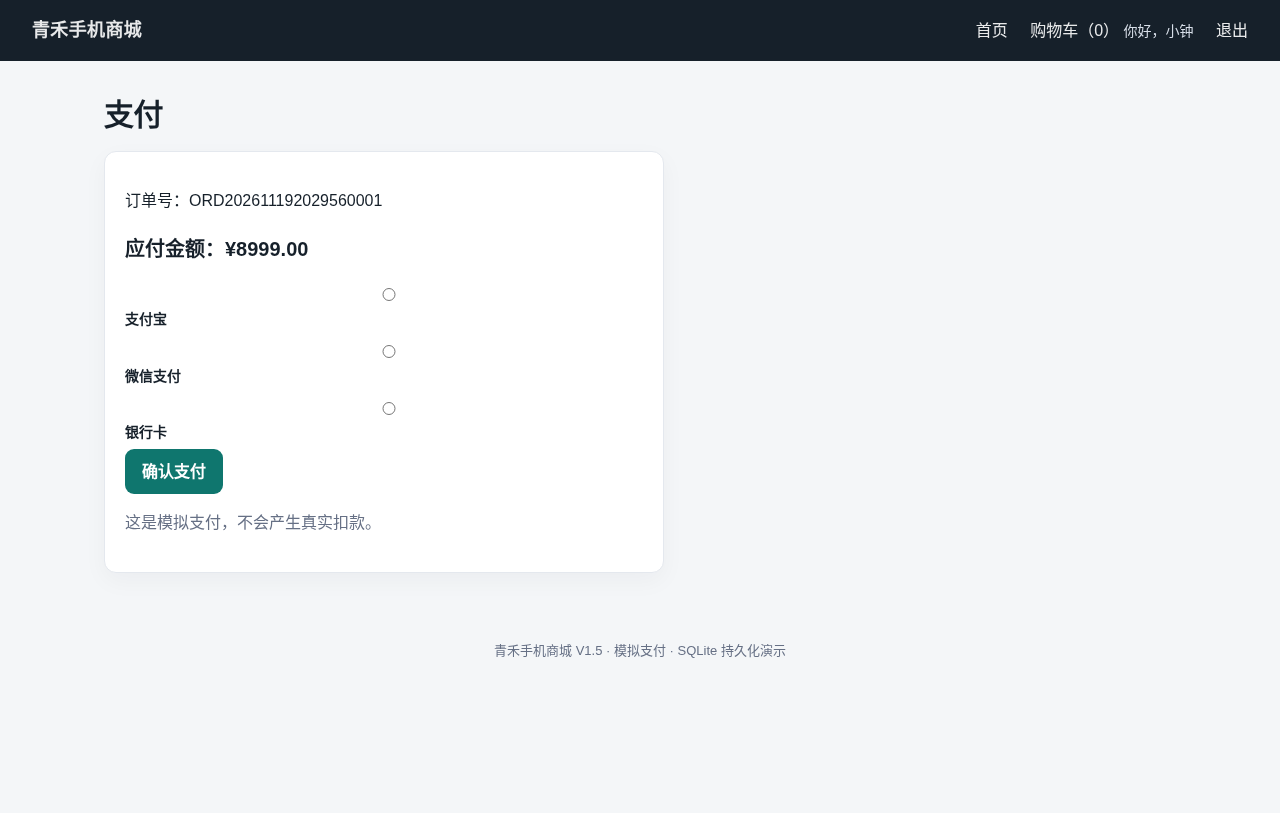 青禾手机商城
首页 购物车（0） 你好，小钟 退出
支付
订单号：ORD202611192029560001
应付金额：¥8999.00
支付宝
微信支付
银行卡
确认支付
这是模拟支付，不会产生真实扣款。
青禾手机商城 V1.5 · 模拟支付 · SQLite 持久化演示